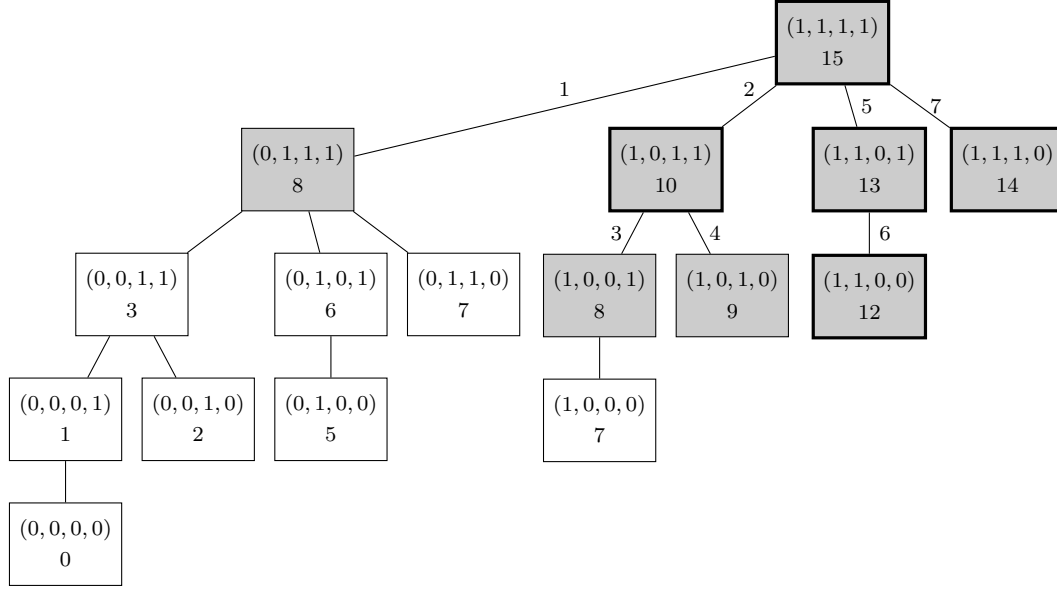 (1, 1, 1, 1)
15
1
2
5
7
(0, 1, 1, 1)
8
(1, 0, 1, 1)
10
(1, 1, 0, 1)
13
(1, 1, 1, 0)
14
3
4
6
(0, 0, 1, 1)
3
(0, 1, 0, 1)
6
(0, 1, 1, 0)
7
(1, 0, 0, 1)
8
(1, 0, 1, 0)
9
(1, 1, 0, 0)
12
(0, 0, 0, 1)
1
(0, 0, 1, 0)
2
(0, 1, 0, 0)
5
(1, 0, 0, 0)
7
(0, 0, 0, 0)
0